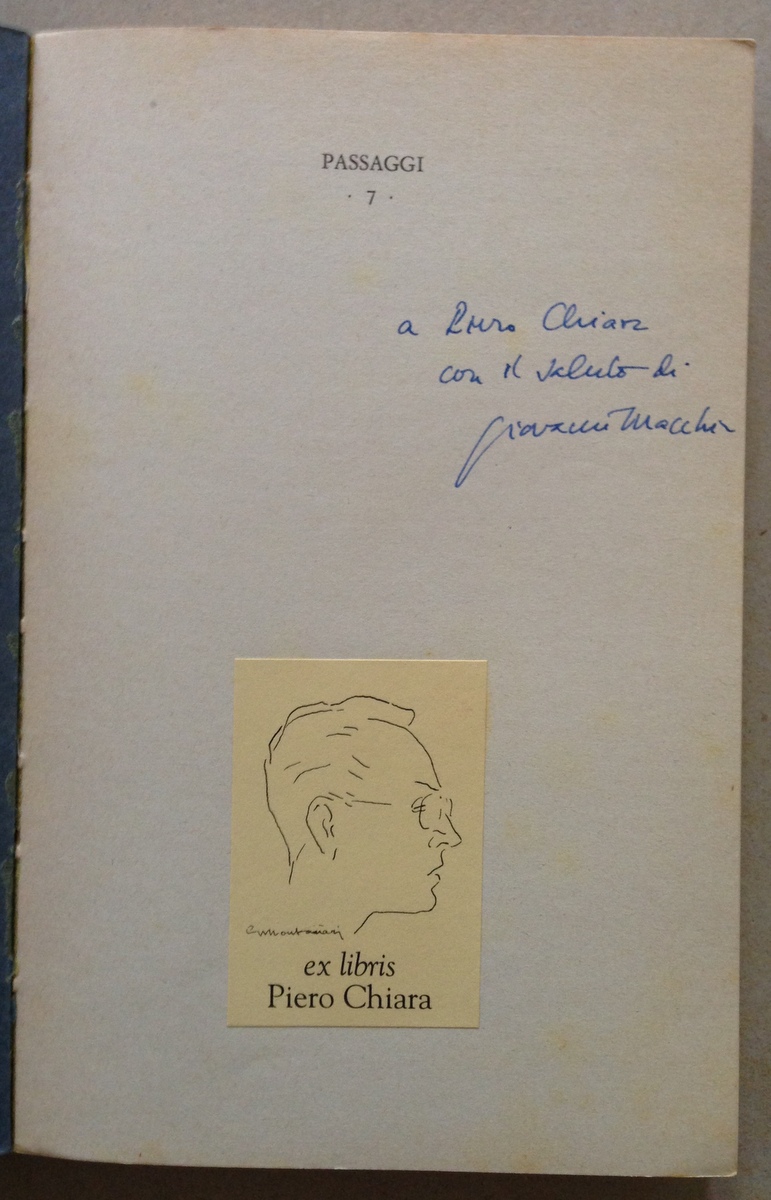 PASSAGGI
· 7 ·
a Piero Chiara
con il saluto di
Giovanni Macchia
ex libris
Piero Chiara